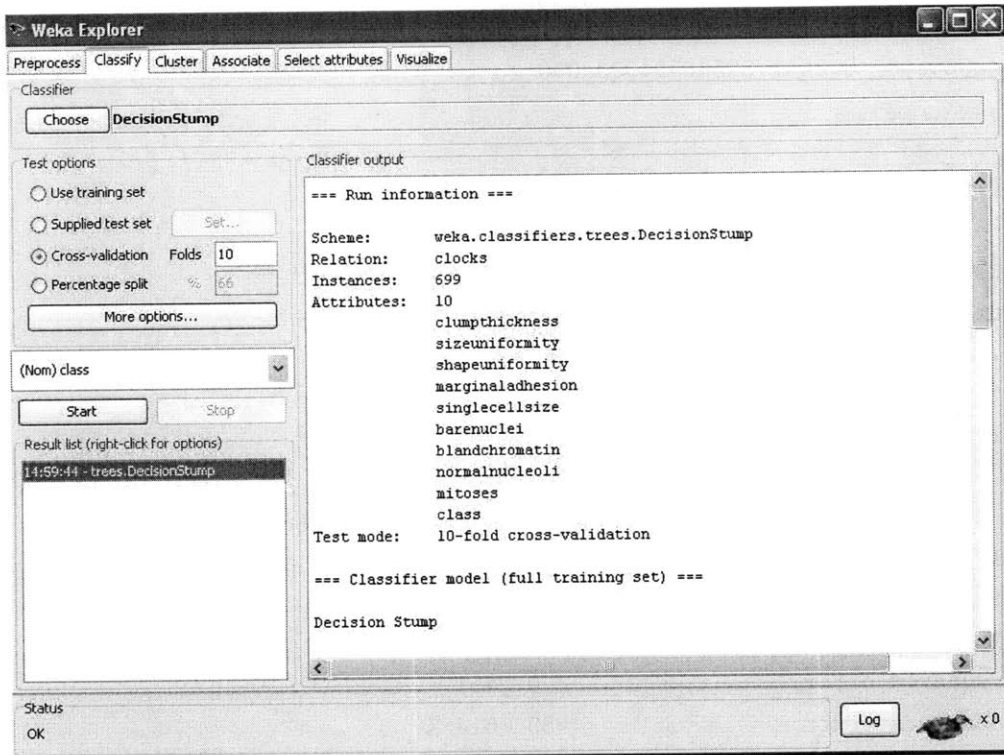 Weka Explorer
Preprocess Classify Cluster Associate Select attributes Visualize
Classifier
Choose DecisionStump
Test options
Use training set
Supplied test set Set...
Cross-validation Folds 10
Percentage split % 66
More options...
(Nom) class
Start Stop
Result list (right-click for options)
14:59:44 - trees.DecisionStump
Classifier output
=== Run information ===
Scheme: weka.classifiers.trees.DecisionStump
Relation: clocks
Instances: 699
Attributes: 10
clumpthickness
sizeuniformity
shapeuniformity
marginaladhesion
singlecellsize
barenuclei
blandchromatin
normalnucleoli
mitoses
class
Test mode: 10-fold cross-validation
=== Classifier model (full training set) ===
Decision Stump
Status
OK
Log x 0